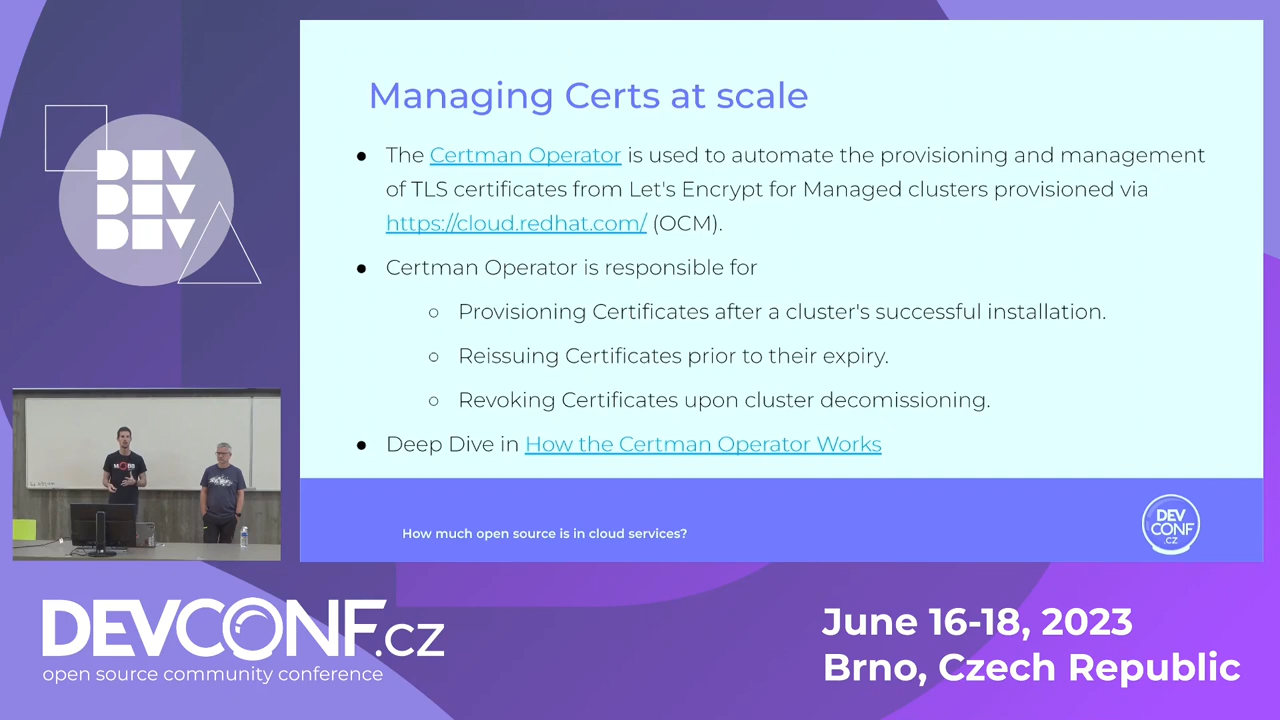 Managing Certs at scale
The Certman Operator is used to automate the provisioning and management
of TLS certificates from Let's Encrypt for Managed clusters provisioned via
https://cloud.redhat.com/ (OCM).
Certman Operator is responsible for
Provisioning Certificates after a cluster's successful installation.
Reissuing Certificates prior to their expiry.
Revoking Certificates upon cluster decomissioning.
Deep Dive in How the Certman Operator Works
How much open source is in cloud services?
DEV
CONF
.CZ
DEV
DEV
DEV
DEVCONF.cz
open source community conference
June 16-18, 2023
Brno, Czech Republic